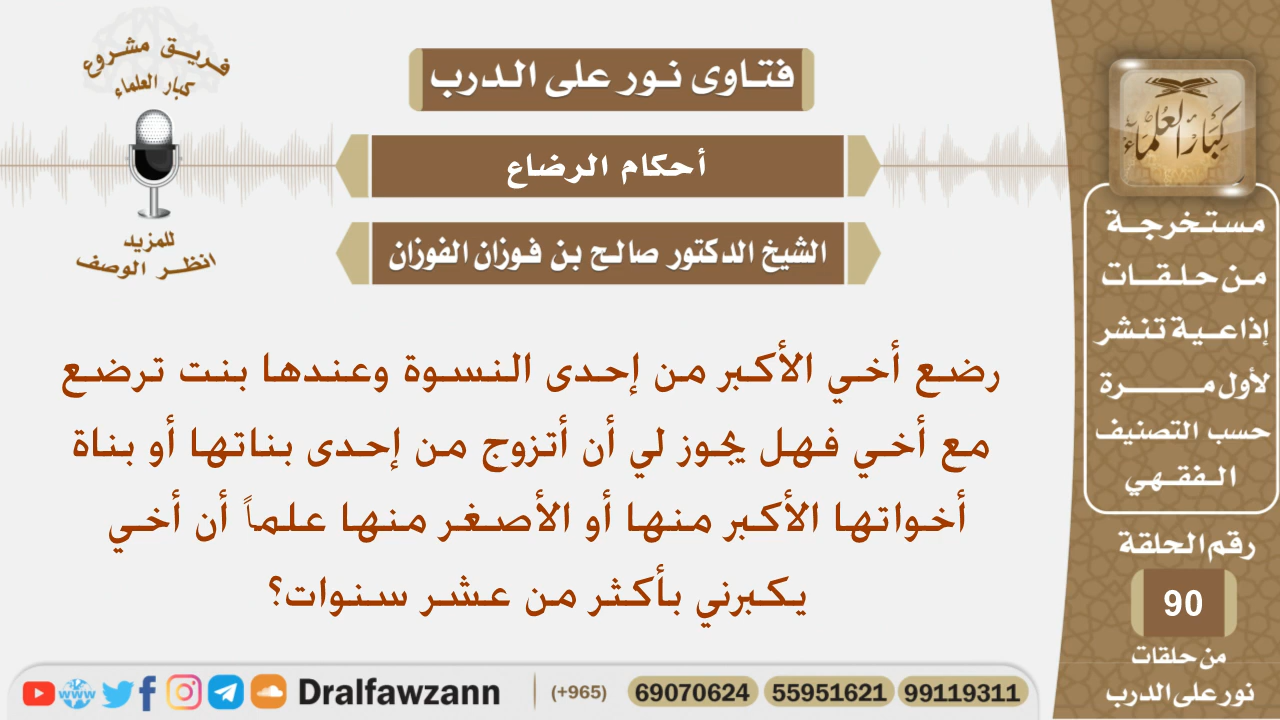 فريق مشروع
كبار العلماء
للمزيد
انظر الوصف
فتاوى نور على الدرب
أحكام الرضاع
الشيخ الدكتور صالح بن فوزان الفوزان
رضع أخي الأكبر من إحدى النسوة وعندها بنت ترضع
مع أخي فهل يجوز لي أن أتزوج من إحدى بناتها أو بناة
أخواتها الأكبر منها أو الأصغر منها علماً أن أخي
يكبرني بأكثر من عشر سنوات؟
كبار العلماء
مستخرجة
من حلقات
إذاعية تنشر
لأول مرة
حسب التصنيف
الفقهي
رقم الحلقة
90
من حلقات
نور على الدرب
www Dralfawzann (+965) 69070624 55951621 99119311